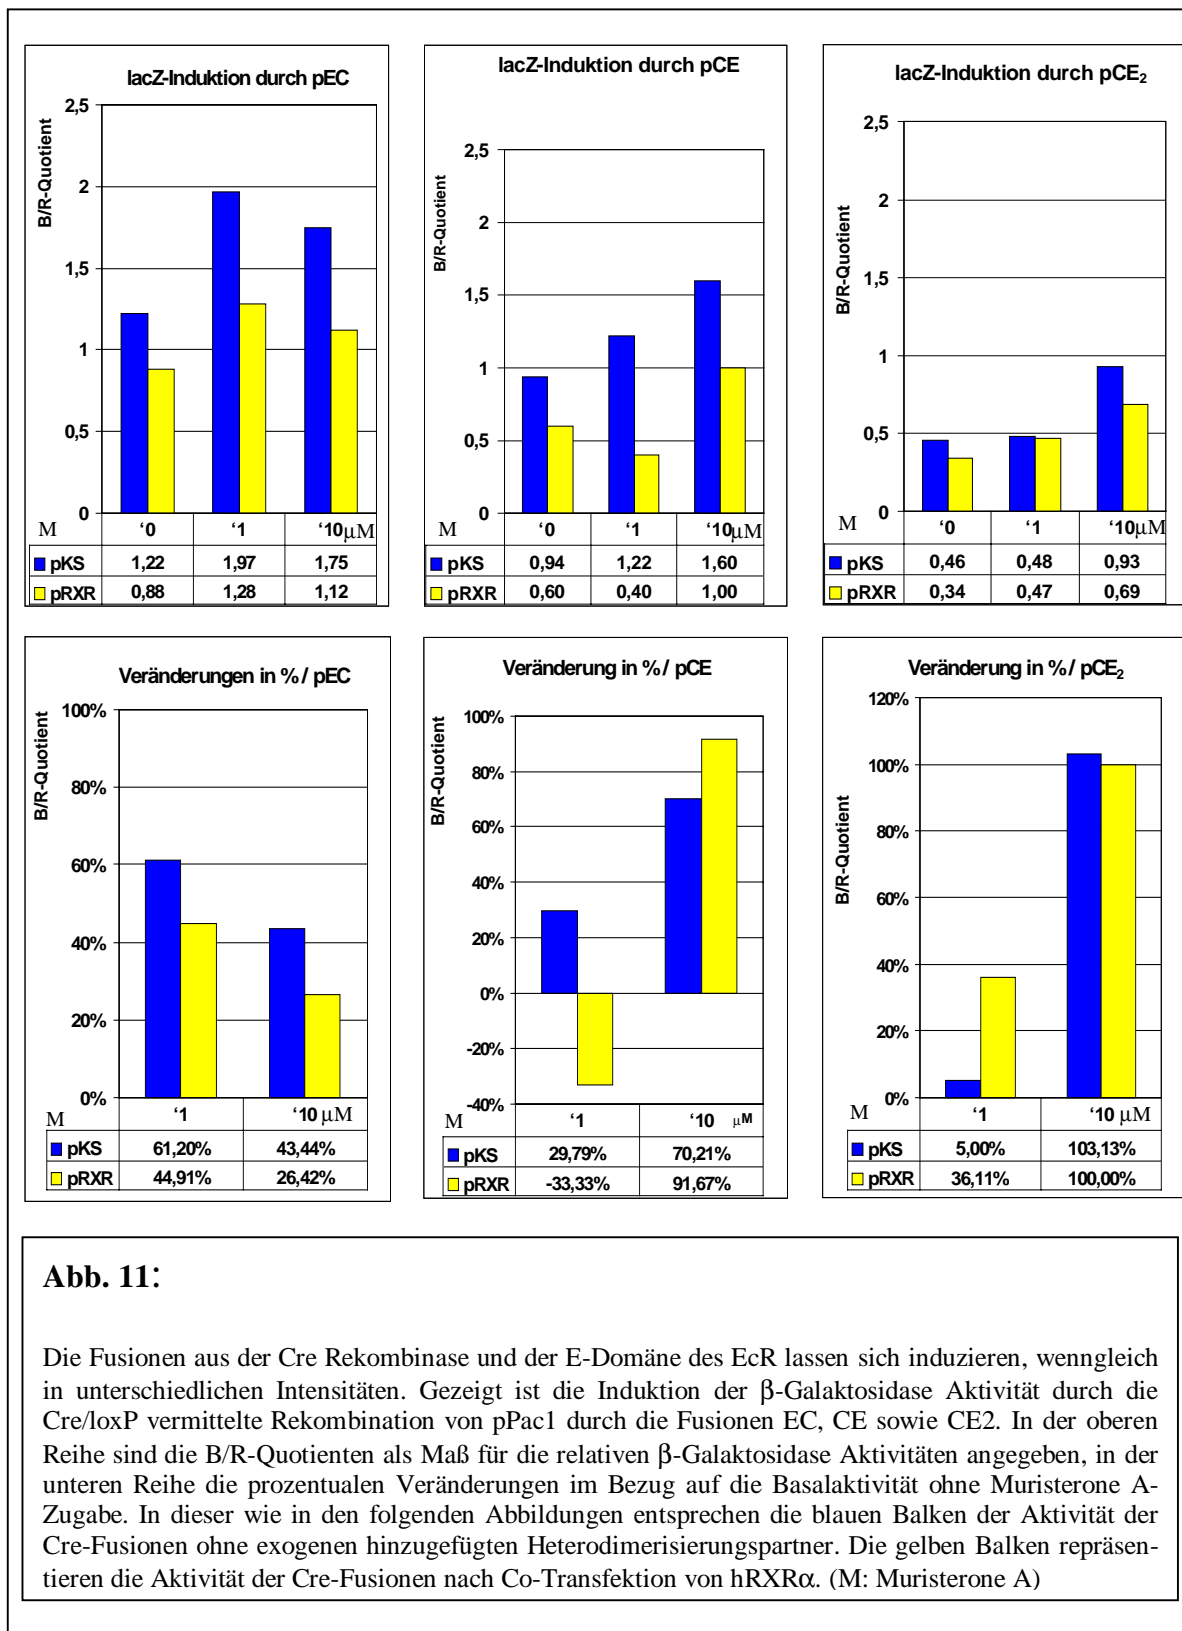 lacZ-Induktion durch pEC
B/R-Quotient
2,5
2
1,5
1
0,5
0
M ‘0 ‘1 ‘10µM
pKS 1,22 1,97 1,75
pRXR 0,88 1,28 1,12
lacZ-Induktion durch pCE
B/R-Quotient
2,5
2
1,5
1
0,5
0
M ‘0 ‘1 ‘10µM
pKS 0,94 1,22 1,60
pRXR 0,60 0,40 1,00
lacZ-Induktion durch pCE₂
B/R-Quotient
2,5
2
1,5
1
0,5
0
M ‘0 ‘1 ‘10µM
pKS 0,46 0,48 0,93
pRXR 0,34 0,47 0,69
Veränderungen in % / pEC
B/R-Quotient
100%
80%
60%
40%
20%
0%
M ‘1 ‘10 µM
pKS 61,20% 43,44%
pRXR 44,91% 26,42%
Veränderung in % / pCE
B/R-Quotient
100%
80%
60%
40%
20%
0%
-20%
-40%
M ‘1 ‘10 µM
pKS 29,79% 70,21%
pRXR -33,33% 91,67%
Veränderung in % / pCE₂
B/R-Quotient
120%
100%
80%
60%
40%
20%
0%
M ‘1 ‘10 µM
pKS 5,00% 103,13%
pRXR 36,11% 100,00%
Abb. 11:
Die Fusionen aus der Cre Rekombinase und der E-Domäne des EcR lassen sich induzieren, wenngleich
in unterschiedlichen Intensitäten. Gezeigt ist die Induktion der β-Galaktosidase Aktivität durch die
Cre/loxP vermittelte Rekombination von pPac1 durch die Fusionen EC, CE sowie CE2. In der oberen
Reihe sind die B/R-Quotienten als Maß für die relativen β-Galaktosidase Aktivitäten angegeben, in der
unteren Reihe die prozentualen Veränderungen im Bezug auf die Basalaktivität ohne Muristerone A-
Zugabe. In dieser wie in den folgenden Abbildungen entsprechen die blauen Balken der Aktivität der
Cre-Fusionen ohne exogenen hinzugefügten Heterodimerisierungspartner. Die gelben Balken repräsen-
tieren die Aktivität der Cre-Fusionen nach Co-Transfektion von hRXRα. (M: Muristerone A)